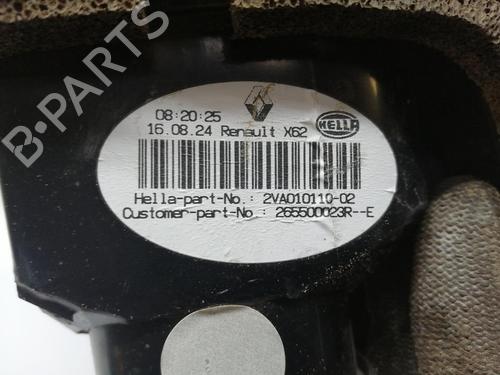 08:20:25
16.08.24 Renault X62
HELLA
Hella-part-No.: 2VA010110-02
Customer-part-No.: 265500023R--E
B-PARTS